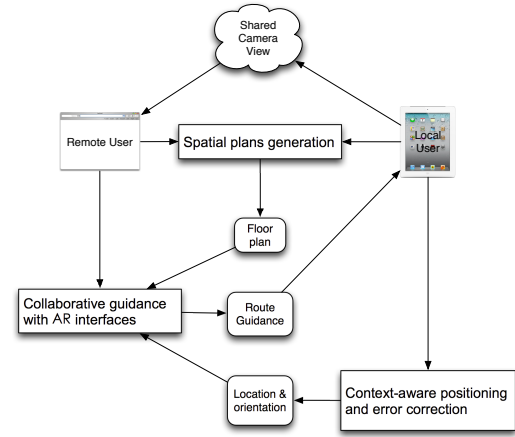 Shared
Camera
View
Remote User
Spatial plans generation
Local
User
Floor
plan
Collaborative guidance
with AR interfaces
Route
Guidance
Location &
orientation
Context-aware positioning
and error correction